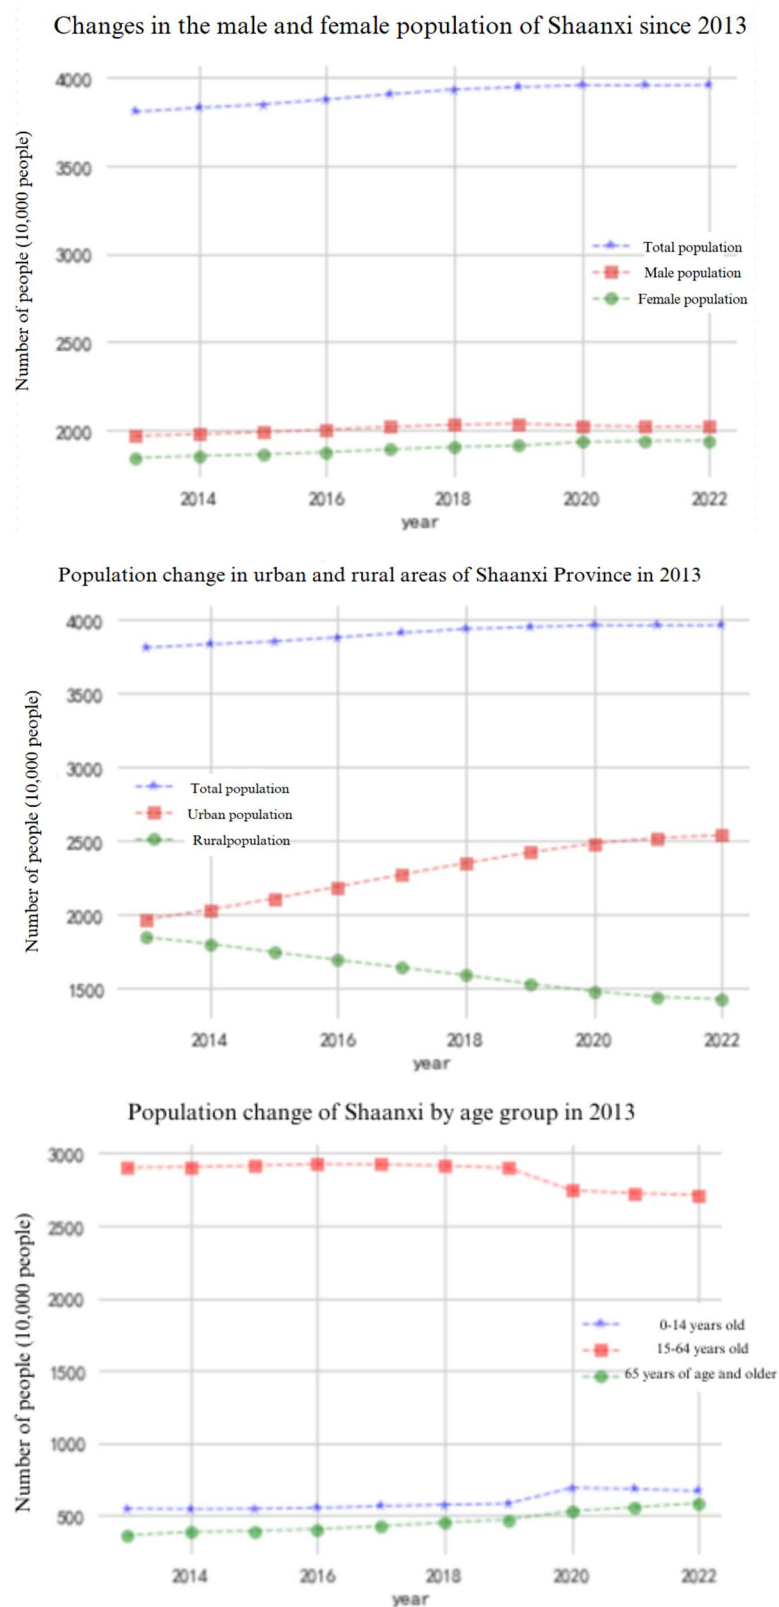 Changes in the male and female population of Shaanxi since 2013
Number of people (10,000 people)
4000
3500
3000
2500
2000
Total population
Male population
Female population
2014 2016 2018 2020 2022
year
Population change in urban and rural areas of Shaanxi Province in 2013
Number of people (10,000 people)
4000
3500
3000
2500
2000
1500
Total population
Urban population
Ruralpopulation
2014 2016 2018 2020 2022
year
Population change of Shaanxi by age group in 2013
Number of people (10,000 people)
3000
2500
2000
1500
1000
500
0-14 years old
15-64 years old
65 years of age and older
2014 2016 2018 2020 2022
year